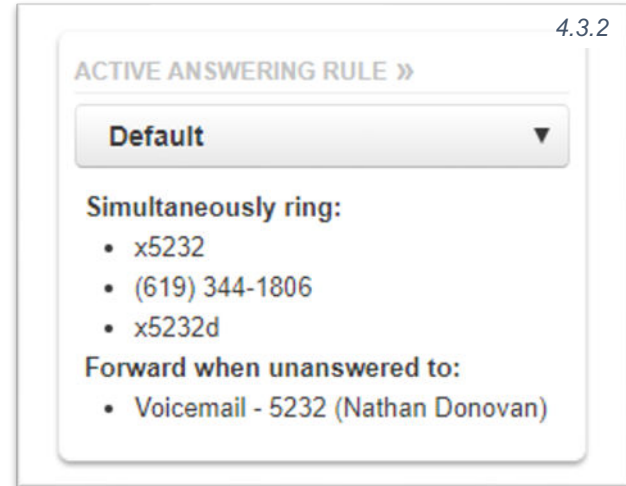 4.3.2
ACTIVE ANSWERING RULE »
Default ▼
Simultaneously ring:
• x5232
• (619) 344-1806
• x5232d
Forward when unanswered to:
• Voicemail - 5232 (Nathan Donovan)